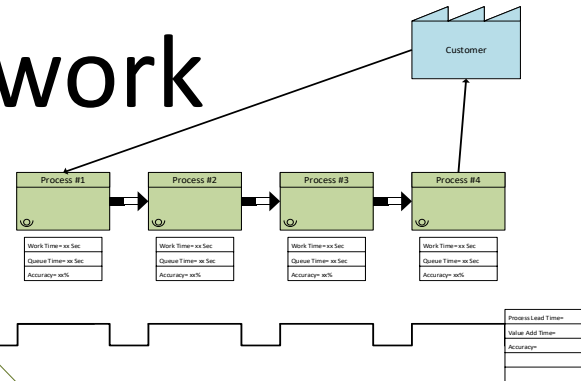 work
Customer
Process #1
Process #2
Process #3
Process #4
Work Time= xx Sec
Queue Time= xx Sec
Accuracy= xx%
Work Time= xx Sec
Queue Time= xx Sec
Accuracy= xx%
Work Time= xx Sec
Queue Time= xx Sec
Accuracy= xx%
Work Time= xx Sec
Queue Time= xx Sec
Accuracy= xx%
Process Lead Time=
Value Add Time=
Accuracy=